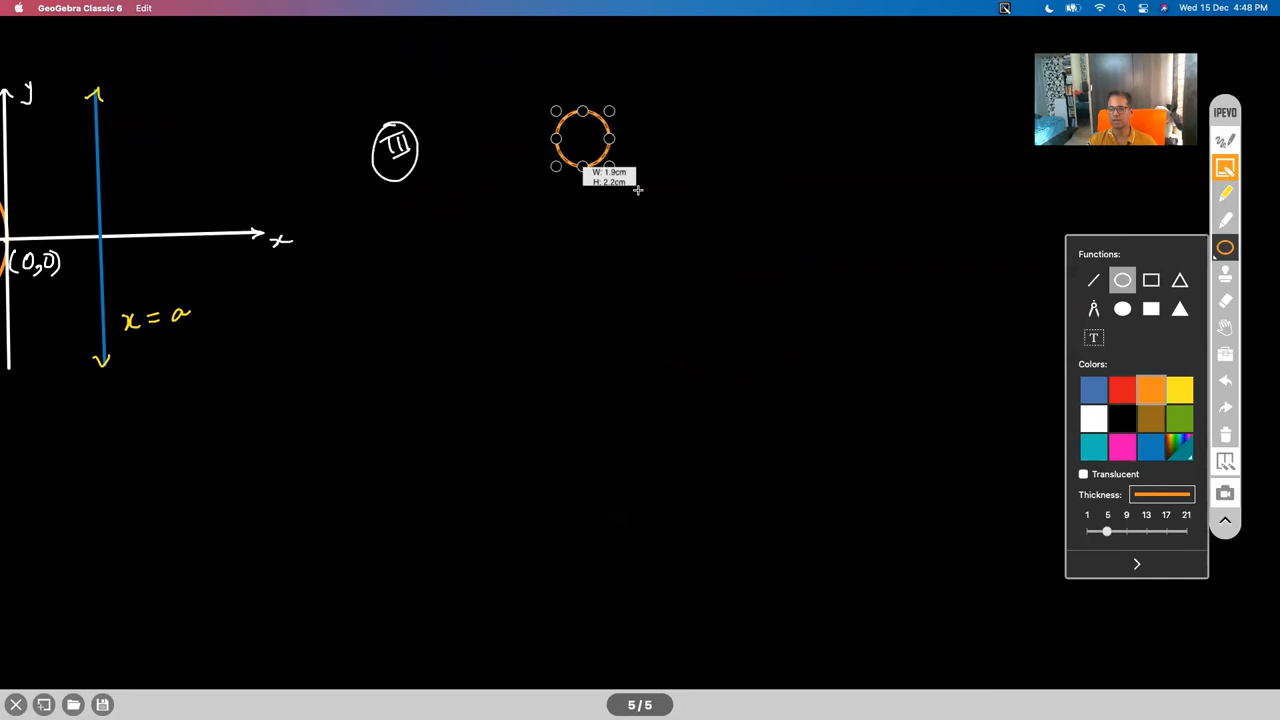 GeoGebra Classic 6 Edit Wed 15 Dec 4:48 PM
y
III
IPEVO
W: 1.9cm
H: 2.2cm
x
(0,0)
x = a
Functions:
T
Colors:
Translucent
Thickness:
1 5 9 13 17 21
5 / 5